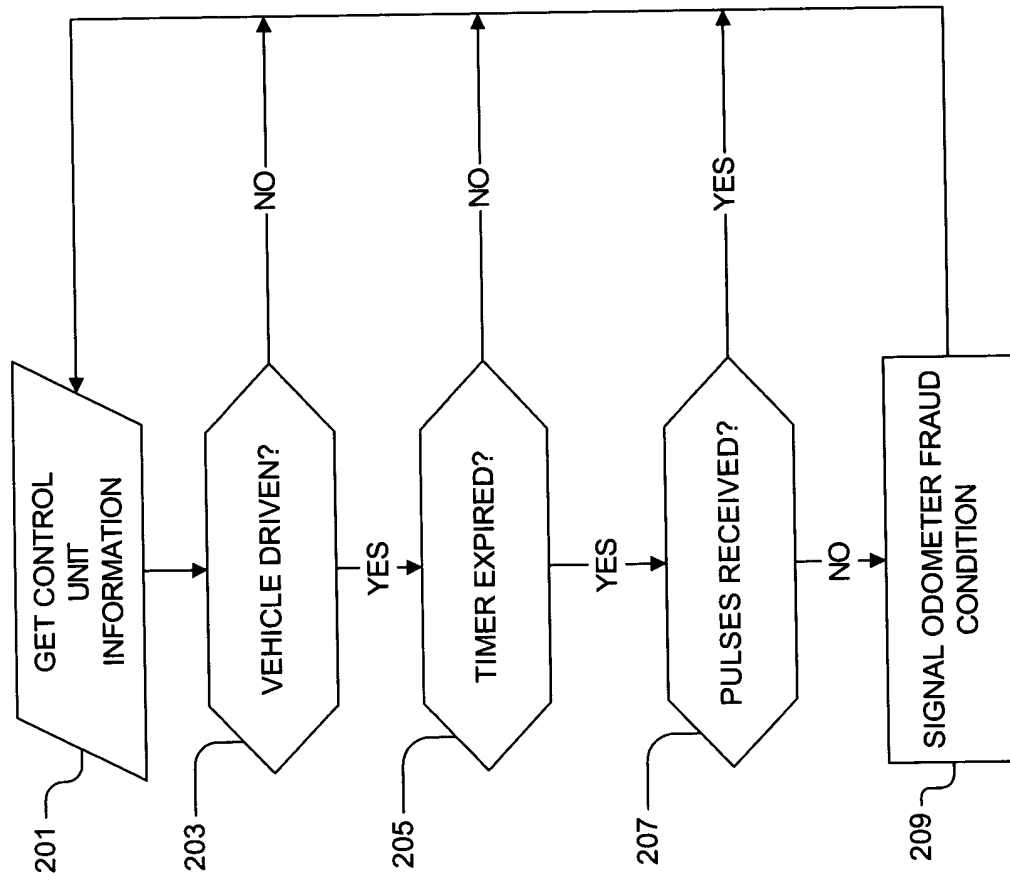 201
GET CONTROL
UNIT
INFORMATION
203
VEHICLE DRIVEN?
NO
YES
205
TIMER EXPIRED?
NO
YES
207
PULSES RECEIVED?
YES
NO
209
SIGNAL ODOMETER FRAUD
CONDITION